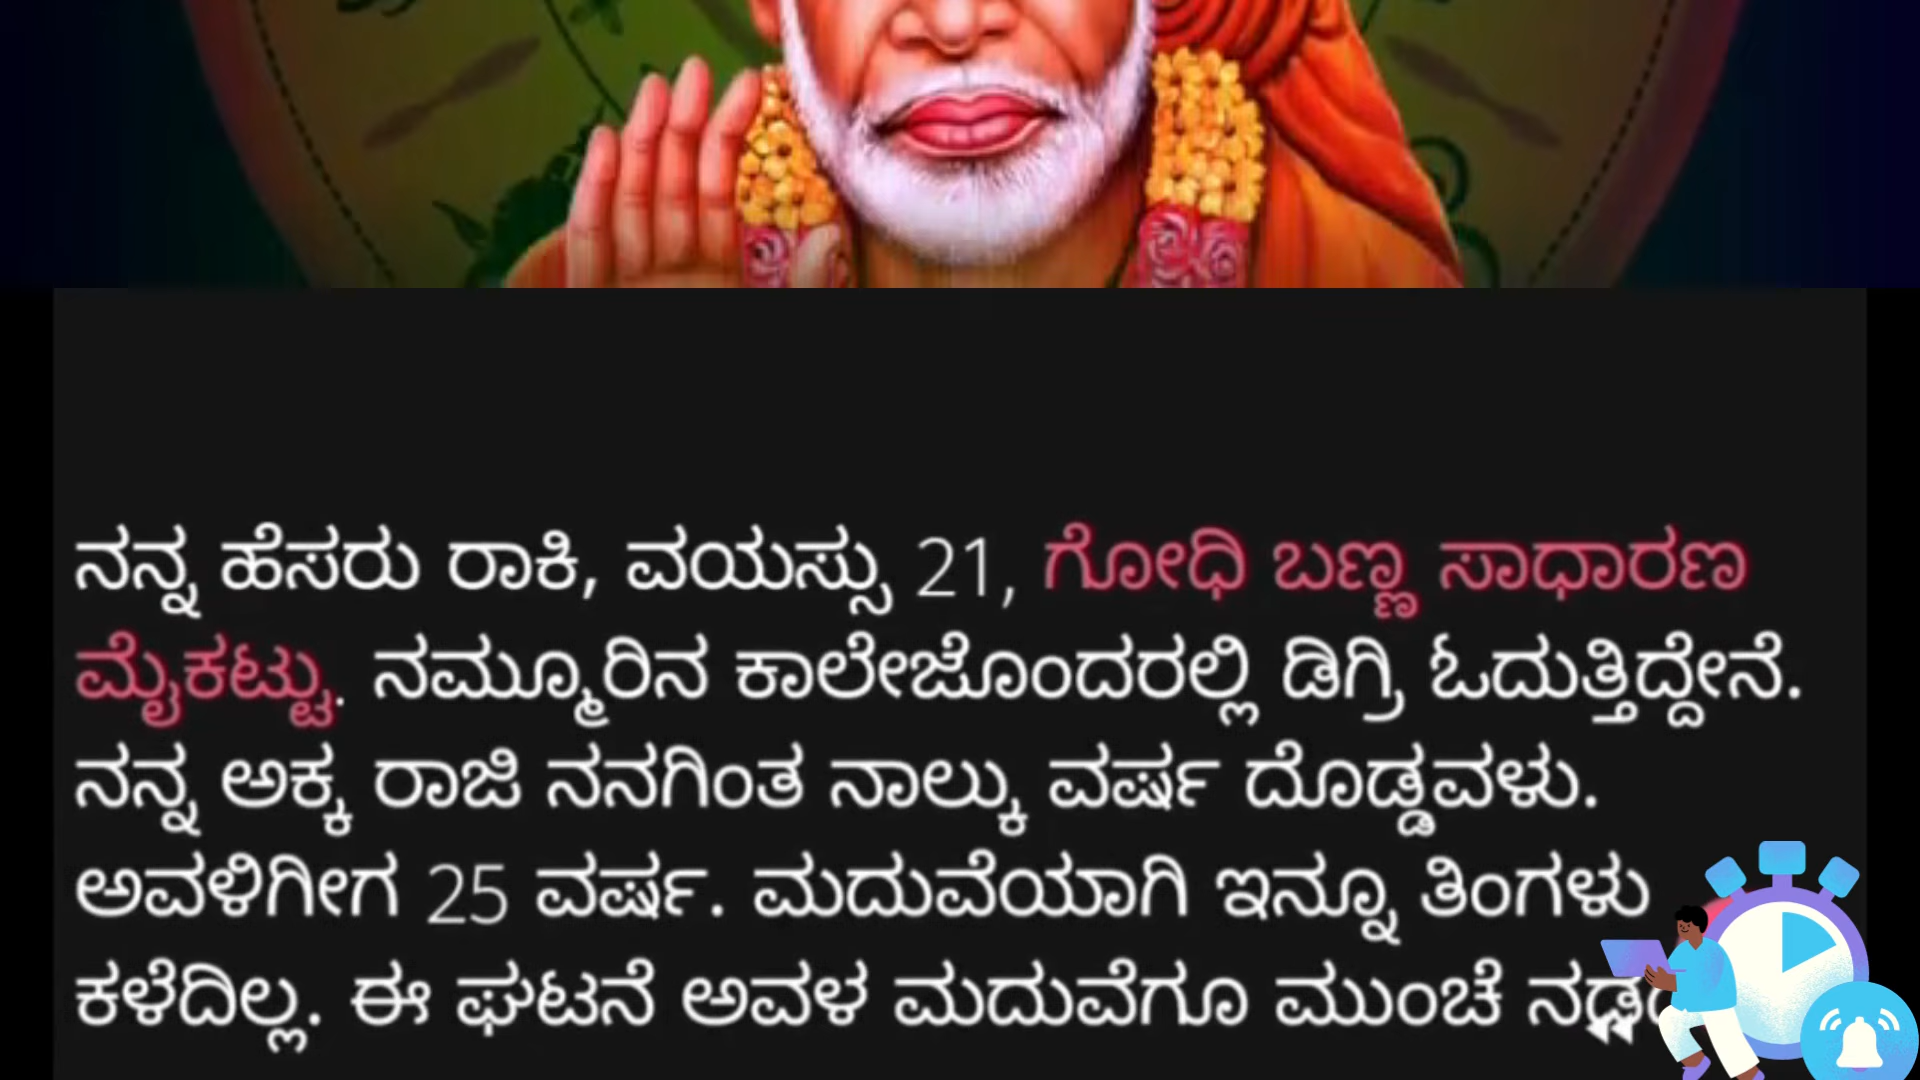 ನನ್ನ ಹೆಸರು ರಾಕಿ, ವಯಸ್ಸು 21, ಗೋಧಿ ಬಣ್ಣ ಸಾಧಾರಣ
ಮೈಕಟ್ಟು. ನಮ್ಮೂರಿನ ಕಾಲೇಜೊಂದರಲ್ಲಿ ಡಿಗ್ರಿ ಓದುತ್ತಿದ್ದೇನೆ.
ನನ್ನ ಅಕ್ಕ ರಾಜಿ ನನಗಿಂತ ನಾಲ್ಕು ವರ್ಷ ದೊಡ್ಡವಳು.
ಅವಳಿಗೀಗ 25 ವರ್ಷ. ಮದುವೆಯಾಗಿ ಇನ್ನೂ ತಿಂಗಳು
ಕಳೆದಿಲ್ಲ. ಈ ಘಟನೆ ಅವಳ ಮದುವೆಗೂ ಮುಂಚೆ